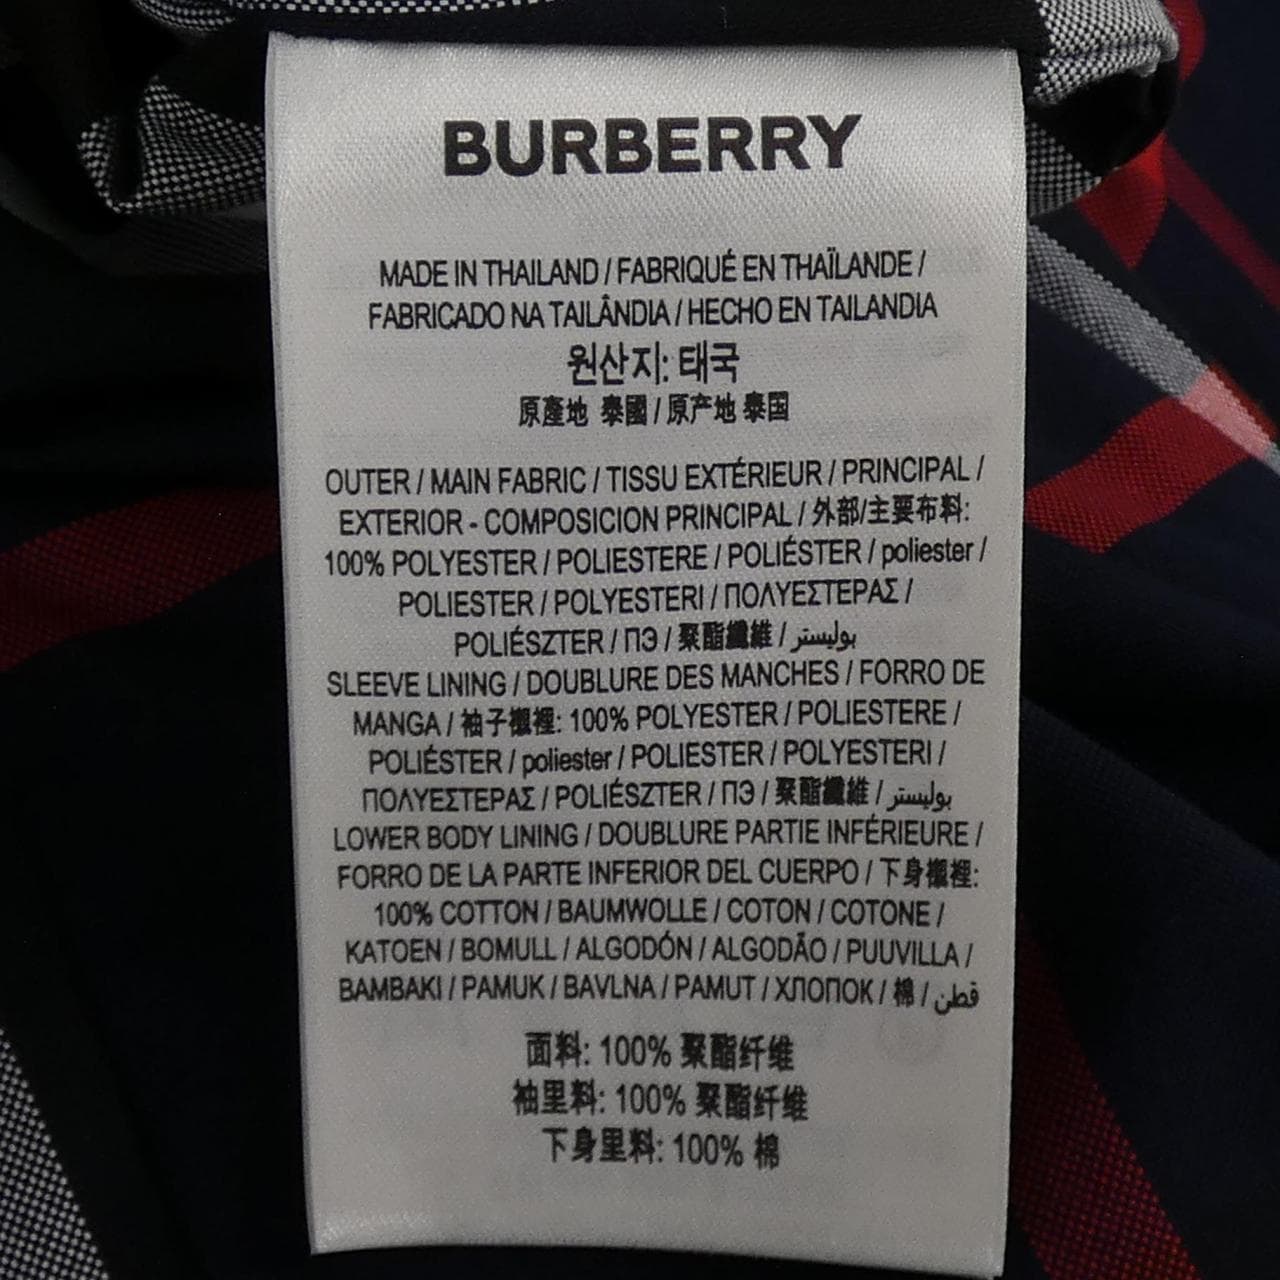 BURBERRY
MADE IN THAILAND / FABRIQUÉ EN THAÏLANDE /
FABRICADO NA TAILÂNDIA / HECHO EN TAILANDIA
원산지: 태국
原產地 泰國 / 原产地 泰国
OUTER / MAIN FABRIC / TISSU EXTÉRIEUR / PRINCIPAL /
EXTERIOR - COMPOSICION PRINCIPAL / 外部/主要布料:
100% POLYESTER / POLIESTERE / POLIÉSTER / poliester /
POLIESTER / POLYESTERI / ΠΟΛΥΕΣΤΕΡΑΣ /
POLIÉSZTER / ПЭ / 聚酯纖維 / بوليستر
SLEEVE LINING / DOUBLURE DES MANCHES / FORRO DE
MANGA / 袖子襯裡: 100% POLYESTER / POLIESTERE /
POLIÉSTER / poliester / POLIESTER / POLYESTERI /
ΠΟΛΥΕΣΤΕΡΑΣ / POLIÉSZTER / ПЭ / 聚酯纖維 / بوليستر
LOWER BODY LINING / DOUBLURE PARTIE INFÉRIEURE /
FORRO DE LA PARTE INFERIOR DEL CUERPO / 下身襯裡:
100% COTTON / BAUMWOLLE / COTON / COTONE /
KATOEN / BOMULL / ALGODÓN / ALGODÃO / PUUVILLA /
BAMBAKI / PAMUK / BAVLNA / PAMUT / ХЛОПОК / 棉 / قطن
面料: 100% 聚酯纤维
袖里料: 100% 聚酯纤维
下身里料: 100% 棉